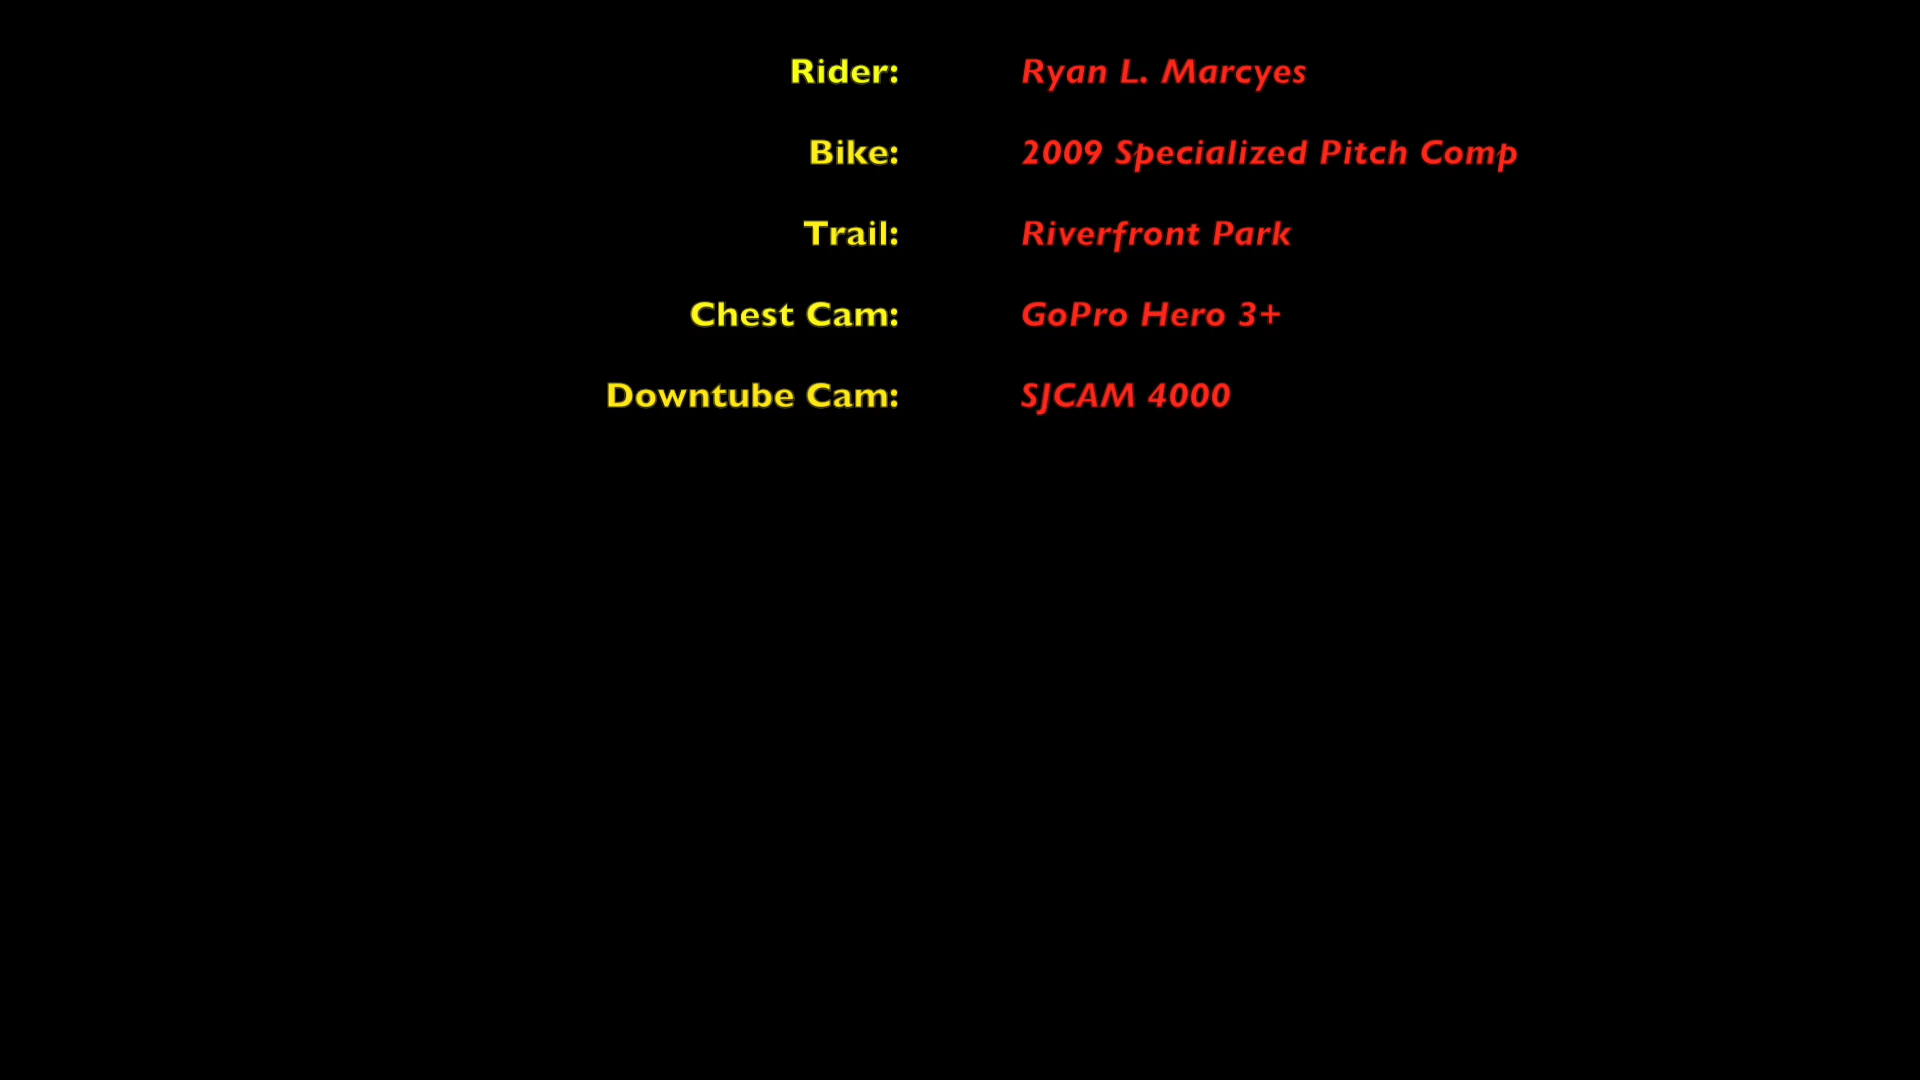 Rider: Ryan L. Marcyes
Bike: 2009 Specialized Pitch Comp
Trail: Riverfront Park
Chest Cam: GoPro Hero 3+
Downtube Cam: SJCAM 4000